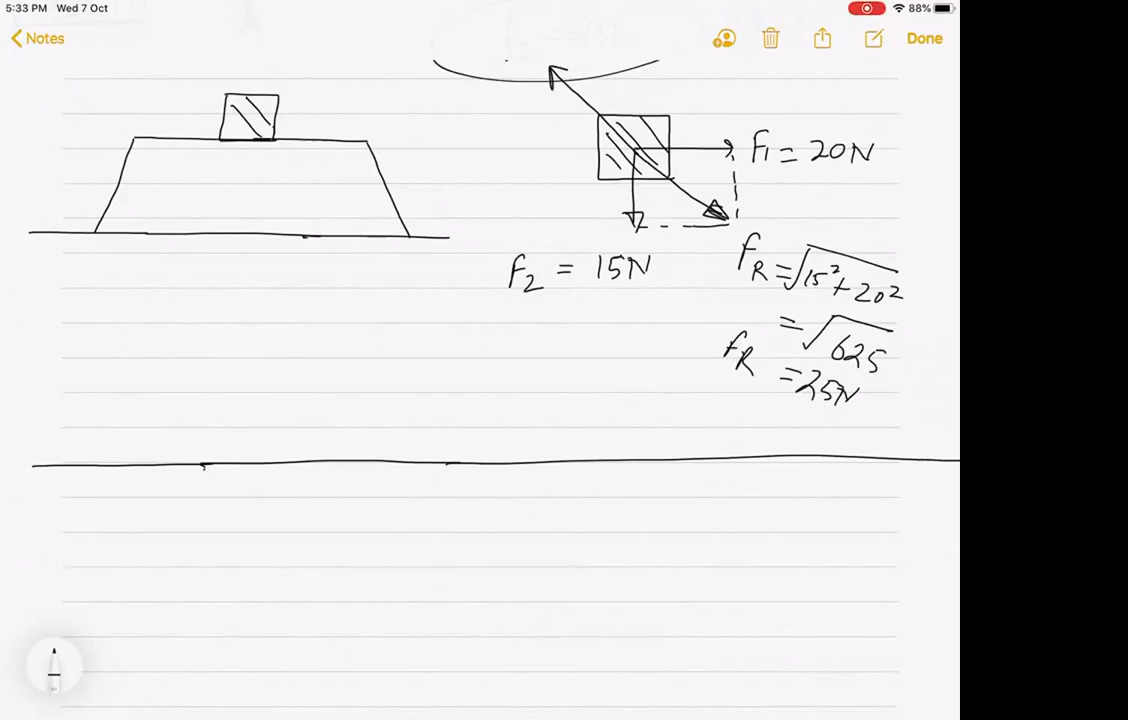 5:33 PM Wed 7 Oct
88%
Notes
Done
F1 = 20N
F2 = 15N
FR = √15² + 20²
= √625
FR = 25N